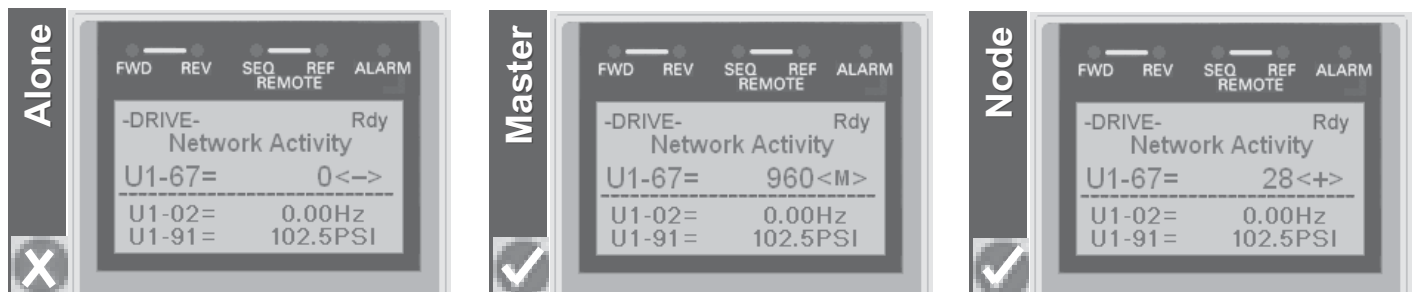 Alone
FWD REV SEQ REF ALARM
REMOTE
-DRIVE- Rdy
Network Activity
U1-67= 0<–>
U1-02= 0.00Hz
U1-91= 102.5PSI
Master
FWD REV SEQ REF ALARM
REMOTE
-DRIVE- Rdy
Network Activity
U1-67= 960<M>
U1-02= 0.00Hz
U1-91= 102.5PSI
Node
FWD REV SEQ REF ALARM
REMOTE
-DRIVE- Rdy
Network Activity
U1-67= 28<+>
U1-02= 0.00Hz
U1-91= 102.5PSI